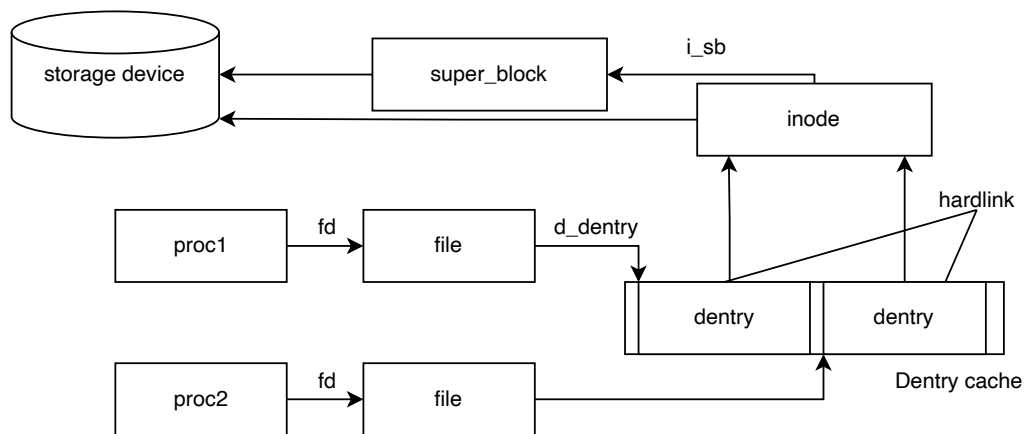 storage device
super_block
i_sb
inode
hardlink
proc1
fd
file
d_dentry
dentry
dentry
Dentry cache
proc2
fd
file